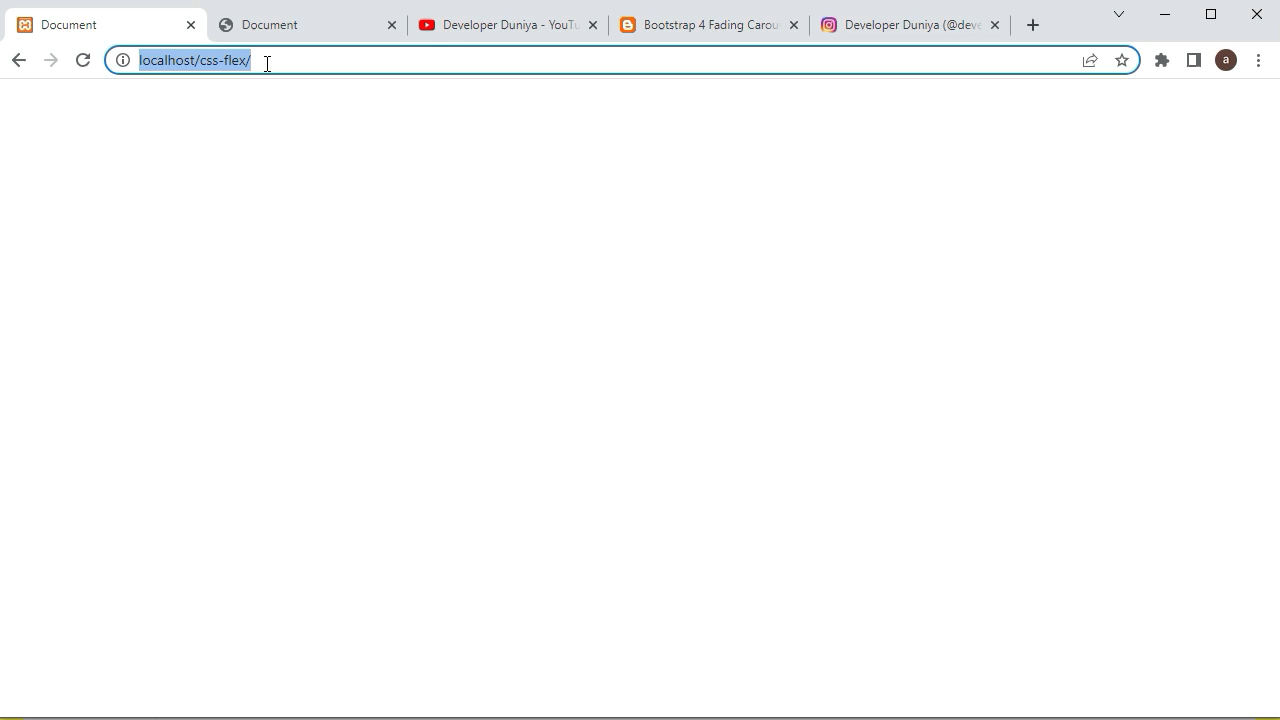 Document
Document
Developer Duniya - YouTu
Bootstrap 4 Fading Carou
Developer Duniya (@deve
localhost/css-flex/
a